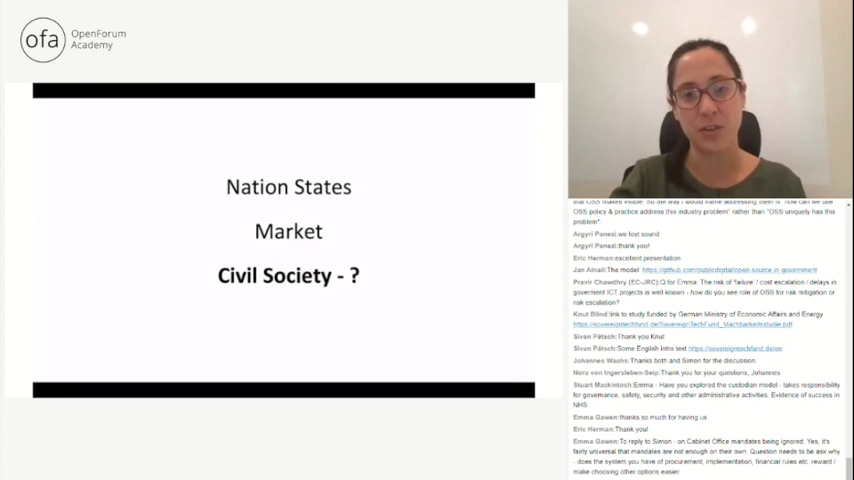 ofa
OpenForum
Academy
Nation States
Market
Civil Society - ?
that OSS makes visible. So the way I would frame addressing them is "how can we use
OSS policy & practice address this industry problem" rather than "OSS uniquely has this
problem".
Argyri Panezi:we lost sound
Argyri Panezi:thank you!
Eric Herman:excellent presentation
Jan Ainali:The model: https://github.com/publicdigital/open-source-in-government
Pravir Chawdhry (EC-JRC):Q for Emma: The risk of 'failure' / cost escalation / delays in
goverment ICT projects is well known - how do you see role of OSS for risk mitigation or
risk escalation?
Knut Blind:link to study funded by German Ministry of Economic Affairs and Energy
https://sovereigntechfund.de/SovereignTechFund_Machbarkeitsstudie.pdf
Sivan Pätsch:Thank you Knut
Sivan Pätsch:Some English intro text https://sovereigntechfund.de/en
Johannes Wachs:Thanks both and Simon for the discussion
Nora von Ingersleben-Seip:Thank you for your questions, Johannes
Stuart Mackintosh:Emma - Have you explored the custodian model - takes responsibility
for governance, safety, security and other administrative activities. Evidence of success in
NHS.
Emma Gawen:thanks so much for having us
Eric Herman:Thank you!
Emma Gawen:To reply to Simon - on Cabinet Office mandates being ignored. Yes, it's
fairly universal that mandates are not enough on their own. Question needs to be ask why
- does the system you have of procurement, implementation, financial rules etc. reward /
make choosing other options easier.